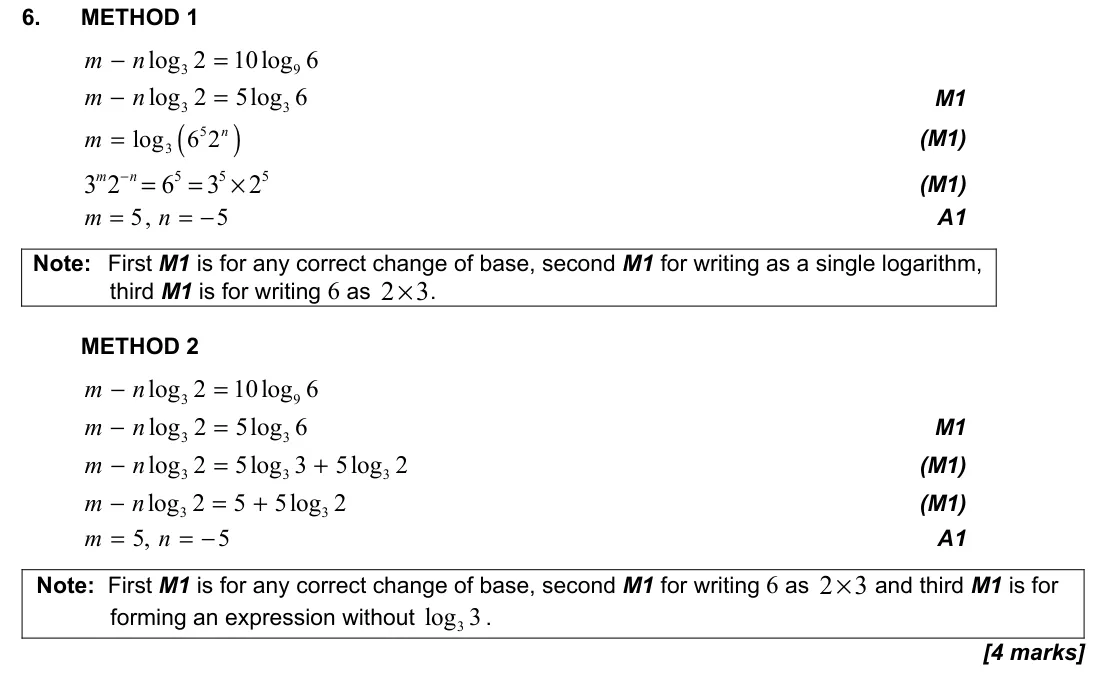 6. METHOD 1
m − n log₃ 2 = 10 log₉ 6
m − n log₃ 2 = 5 log₃ 6 M1
m = log₃ (6⁵2ⁿ) (M1)
3ᵐ2⁻ⁿ = 6⁵ = 3⁵ × 2⁵ (M1)
m = 5, n = −5 A1
Note: First M1 is for any correct change of base, second M1 for writing as a single logarithm,
third M1 is for writing 6 as 2×3.
METHOD 2
m − n log₃ 2 = 10 log₉ 6
m − n log₃ 2 = 5 log₃ 6 M1
m − n log₃ 2 = 5 log₃ 3 + 5 log₃ 2 (M1)
m − n log₃ 2 = 5 + 5 log₃ 2 (M1)
m = 5, n = −5 A1
Note: First M1 is for any correct change of base, second M1 for writing 6 as 2×3 and third M1 is for
forming an expression without log₃ 3.
[4 marks]